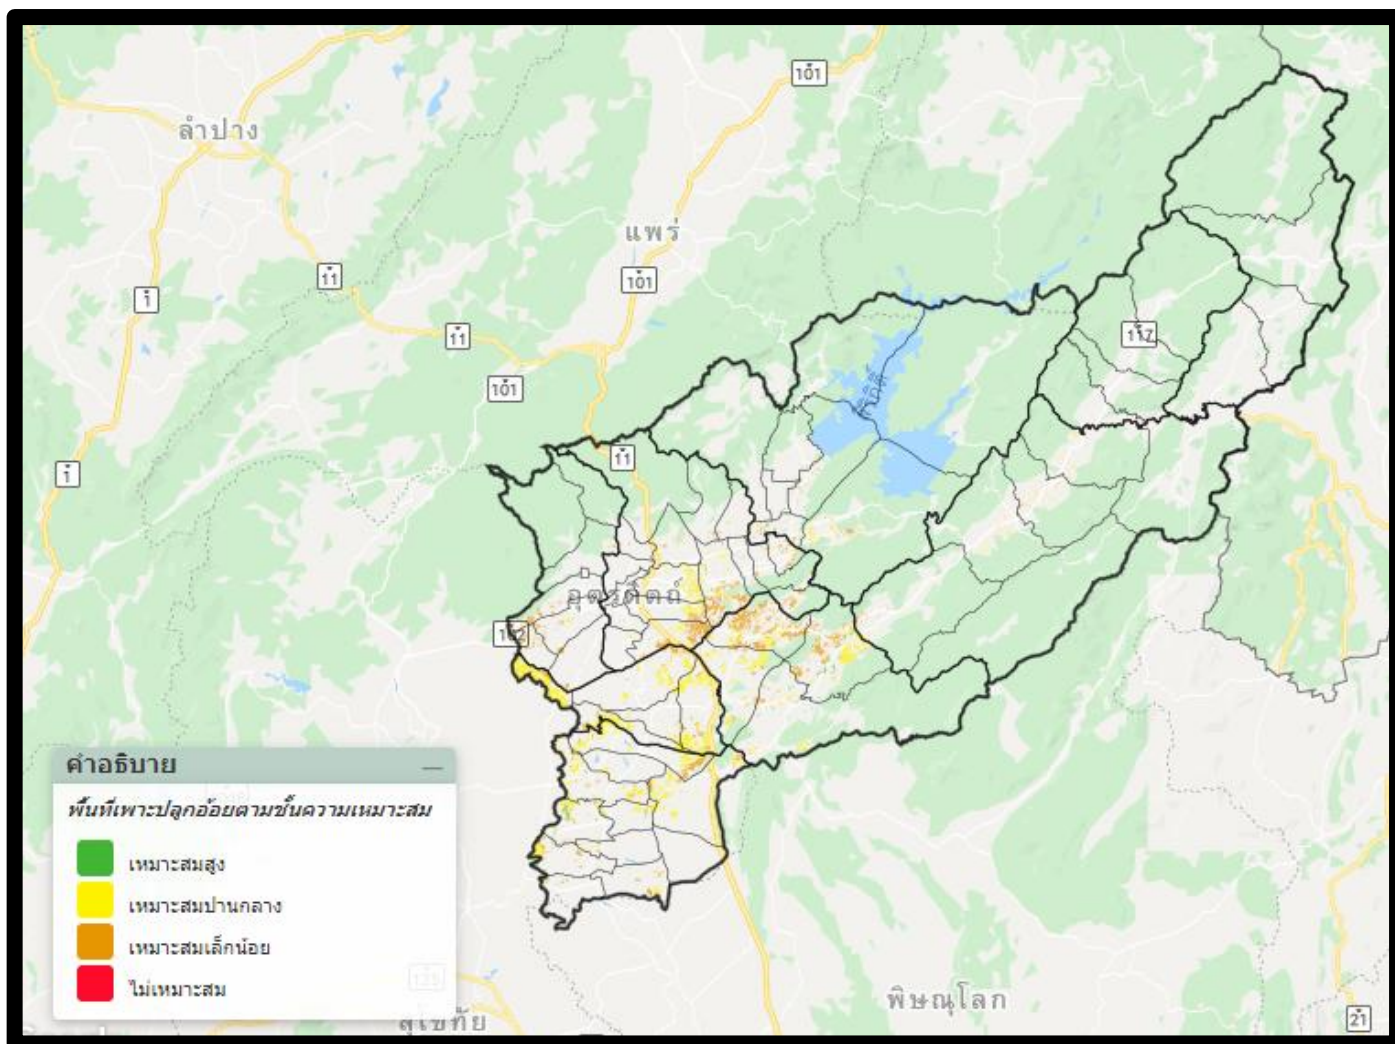 101
ลำปาง
แพร่
11
101
1
11
117
101
สิริกิติ์
11
1
อุตรดิตถ์
102
คำอธิบาย
พื้นที่เพาะปลูกอ้อยตามชั้นความเหมาะสม
เหมาะสมสูง
เหมาะสมปานกลาง
เหมาะสมเล็กน้อย
ไม่เหมาะสม
125
พิษณุโลก
สุโขทัย
21